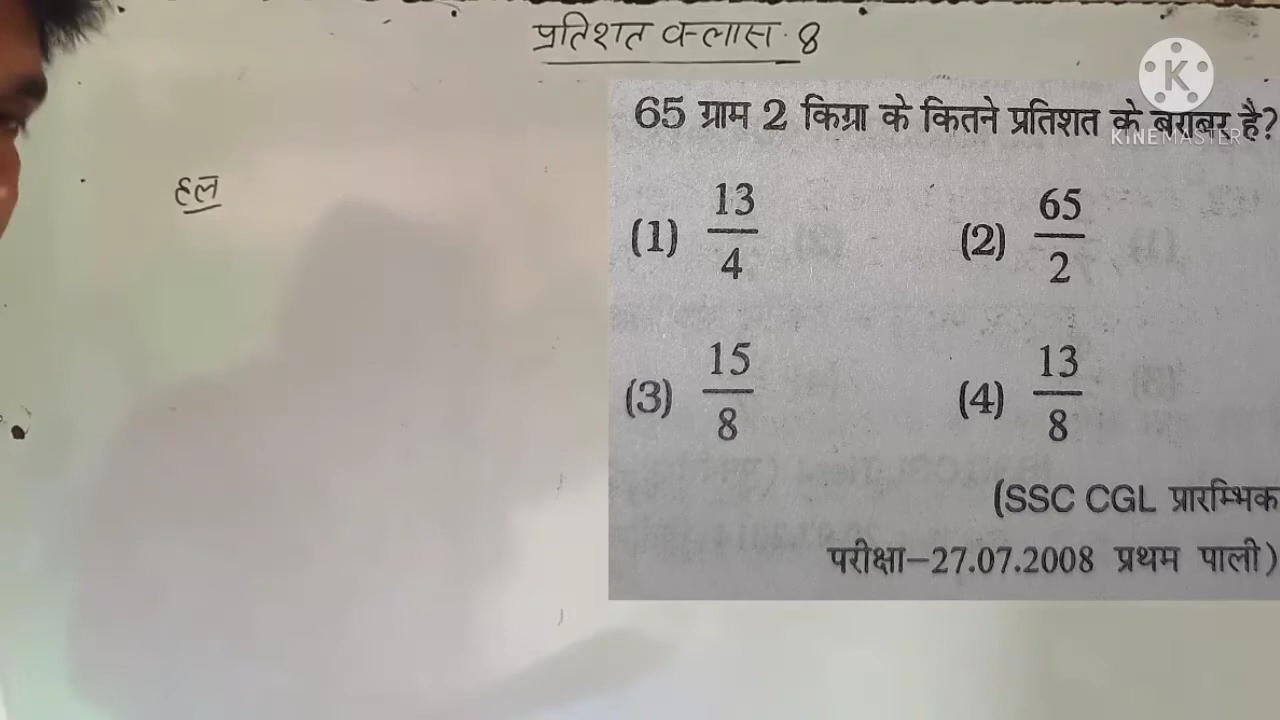 प्रतिशत क्लास 8
K
KINEMASTER
65 ग्राम 2 किग्रा के कितने प्रतिशत के बराबर है?
हल
(1) 13/4 (2) 65/2
(3) 15/8 (4) 13/8
(SSC CGL प्रारम्भिक
परीक्षा–27.07.2008 प्रथम पाली)